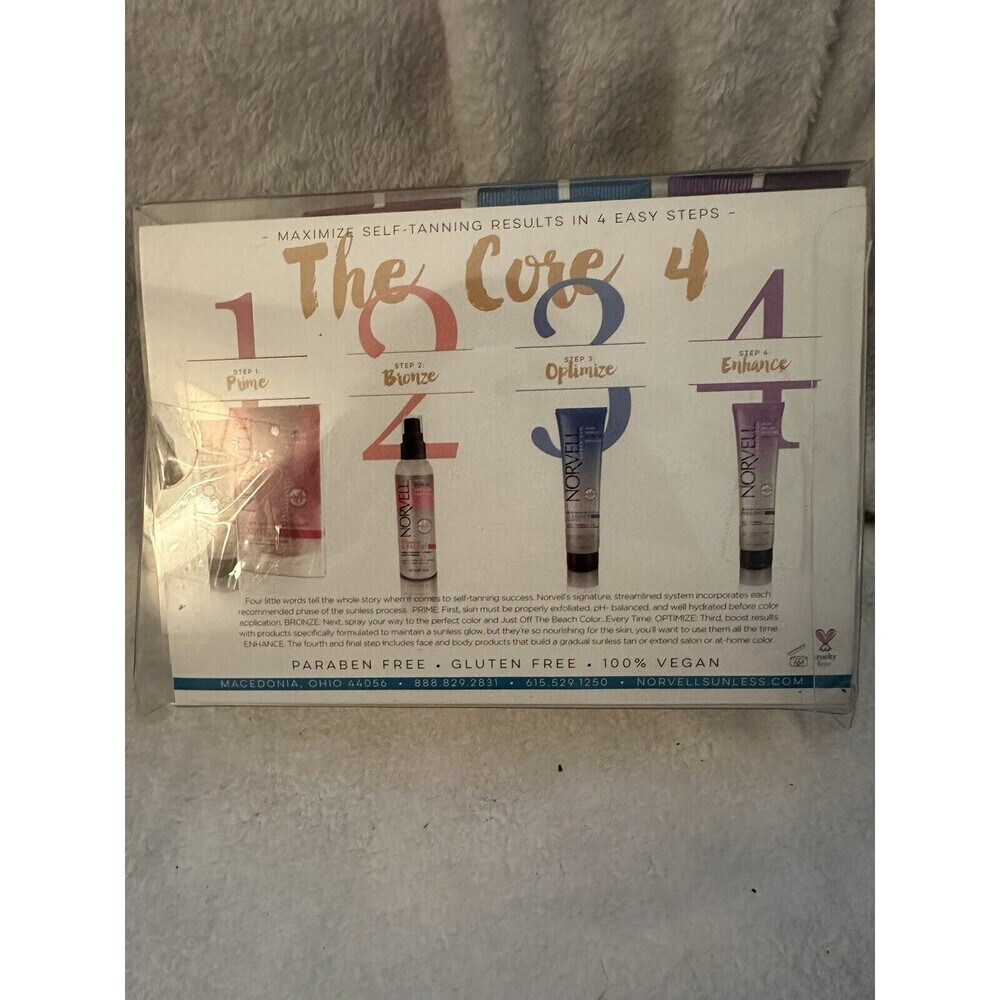 - MAXIMIZE SELF-TANNING RESULTS IN 4 EASY STEPS -
The Core 4
1 2 3 4
STEP 1: STEP 2: STEP 3: STEP 4:
Prime Bronze Optimize Enhance
NORVELL NORVELL NORVELL
Four little words tell the whole story when it comes to self-tanning success. Norvell's signature, streamlined system incorporates each
recommended phase of the sunless process. PRIME: First, skin must be properly exfoliated, pH- balanced, and well hydrated before color
application. BRONZE: Next, spray your way to the perfect color and Just Off The Beach Color...Every Time. OPTIMIZE: Third, boost results
with products specifically formulated to maintain a sunless glow, but they're so nourishing for the skin, you'll want to use them all the time.
ENHANCE: The fourth and final step includes face and body products that build a gradual sunless tan or extend salon or at-home color.
PARABEN FREE • GLUTEN FREE • 100% VEGAN
cruelty
free
MACEDONIA, OHIO 44056 • 888.829.2831 • 615.529.1250 • NORVELLSUNLESS.COM